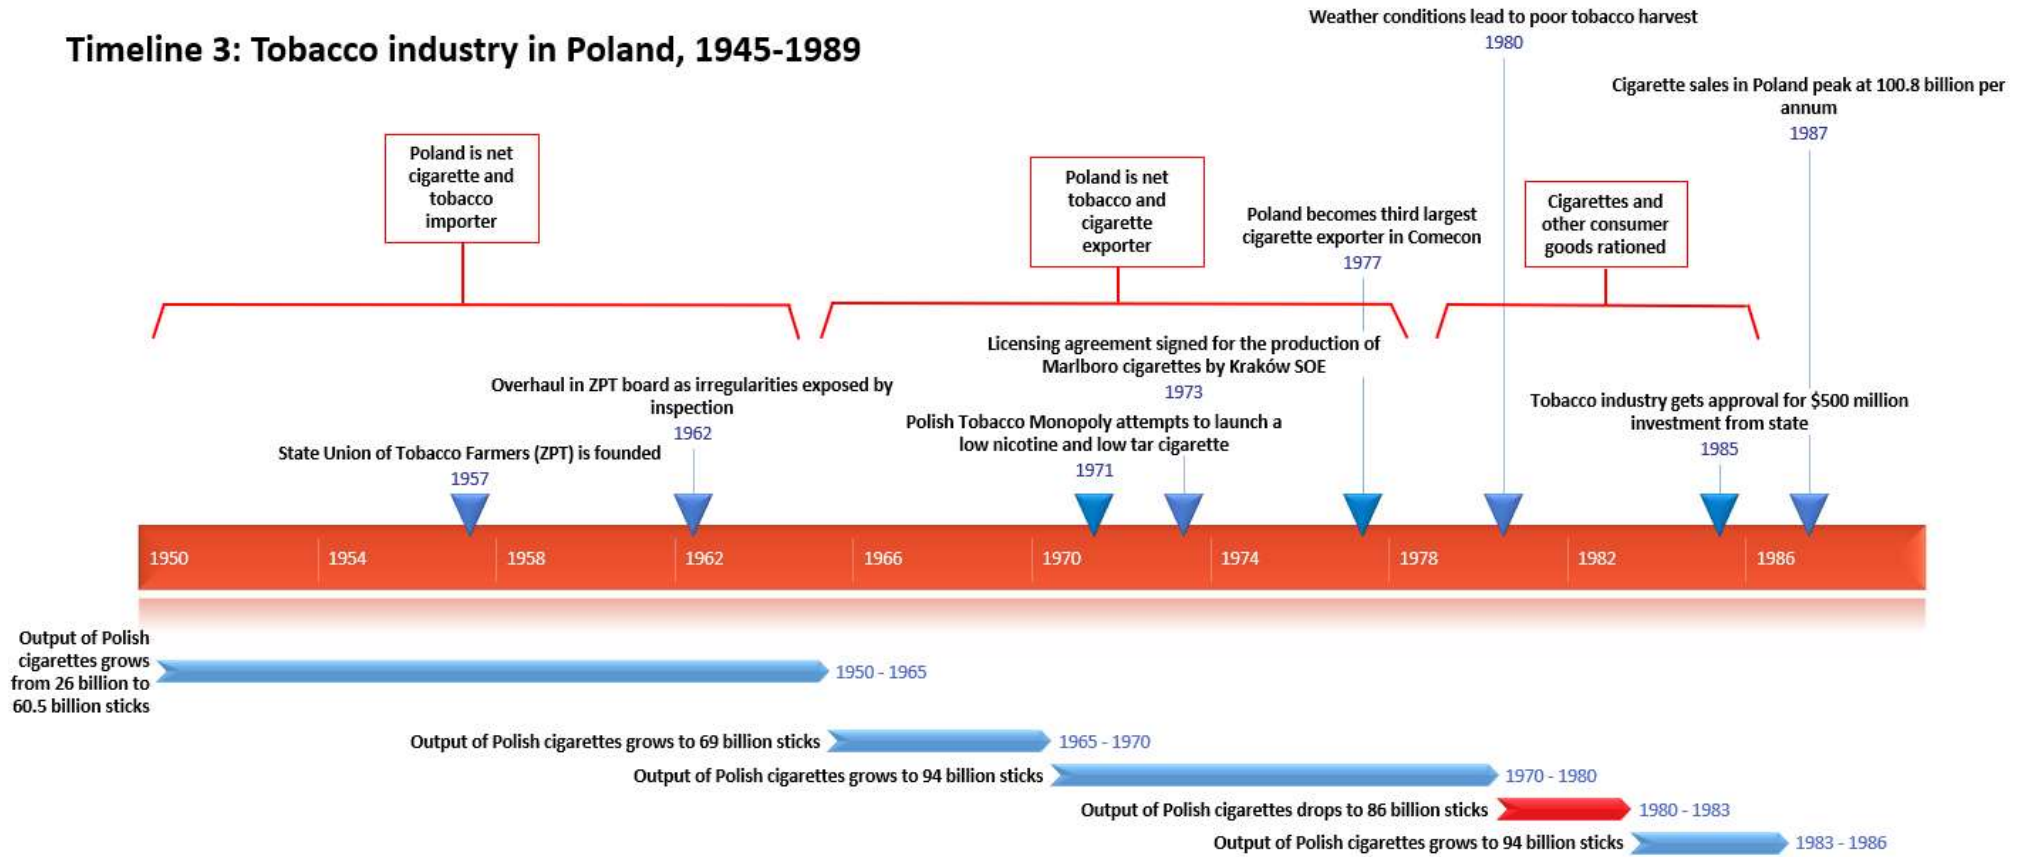 Timeline 3: Tobacco industry in Poland, 1945-1989
Weather conditions lead to poor tobacco harvest
1980
Cigarette sales in Poland peak at 100.8 billion per
annum
1987
Poland is net
cigarette and
tobacco
importer
Poland is net
tobacco and
cigarette
exporter
Poland becomes third largest
cigarette exporter in Comecon
1977
Cigarettes and
other consumer
goods rationed
Licensing agreement signed for the production of
Marlboro cigarettes by Kraków SOE
1973
Overhaul in ZPT board as irregularities exposed by
inspection
1962
Polish Tobacco Monopoly attempts to launch a
low nicotine and low tar cigarette
1971
Tobacco industry gets approval for $500 million
investment from state
1985
State Union of Tobacco Farmers (ZPT) is founded
1957
1950 1954 1958 1962 1966 1970 1974 1978 1982 1986
Output of Polish
cigarettes grows
from 26 billion to
60.5 billion sticks
1950 - 1965
Output of Polish cigarettes grows to 69 billion sticks 1965 - 1970
Output of Polish cigarettes grows to 94 billion sticks 1970 - 1980
Output of Polish cigarettes drops to 86 billion sticks 1980 - 1983
Output of Polish cigarettes grows to 94 billion sticks 1983 - 1986